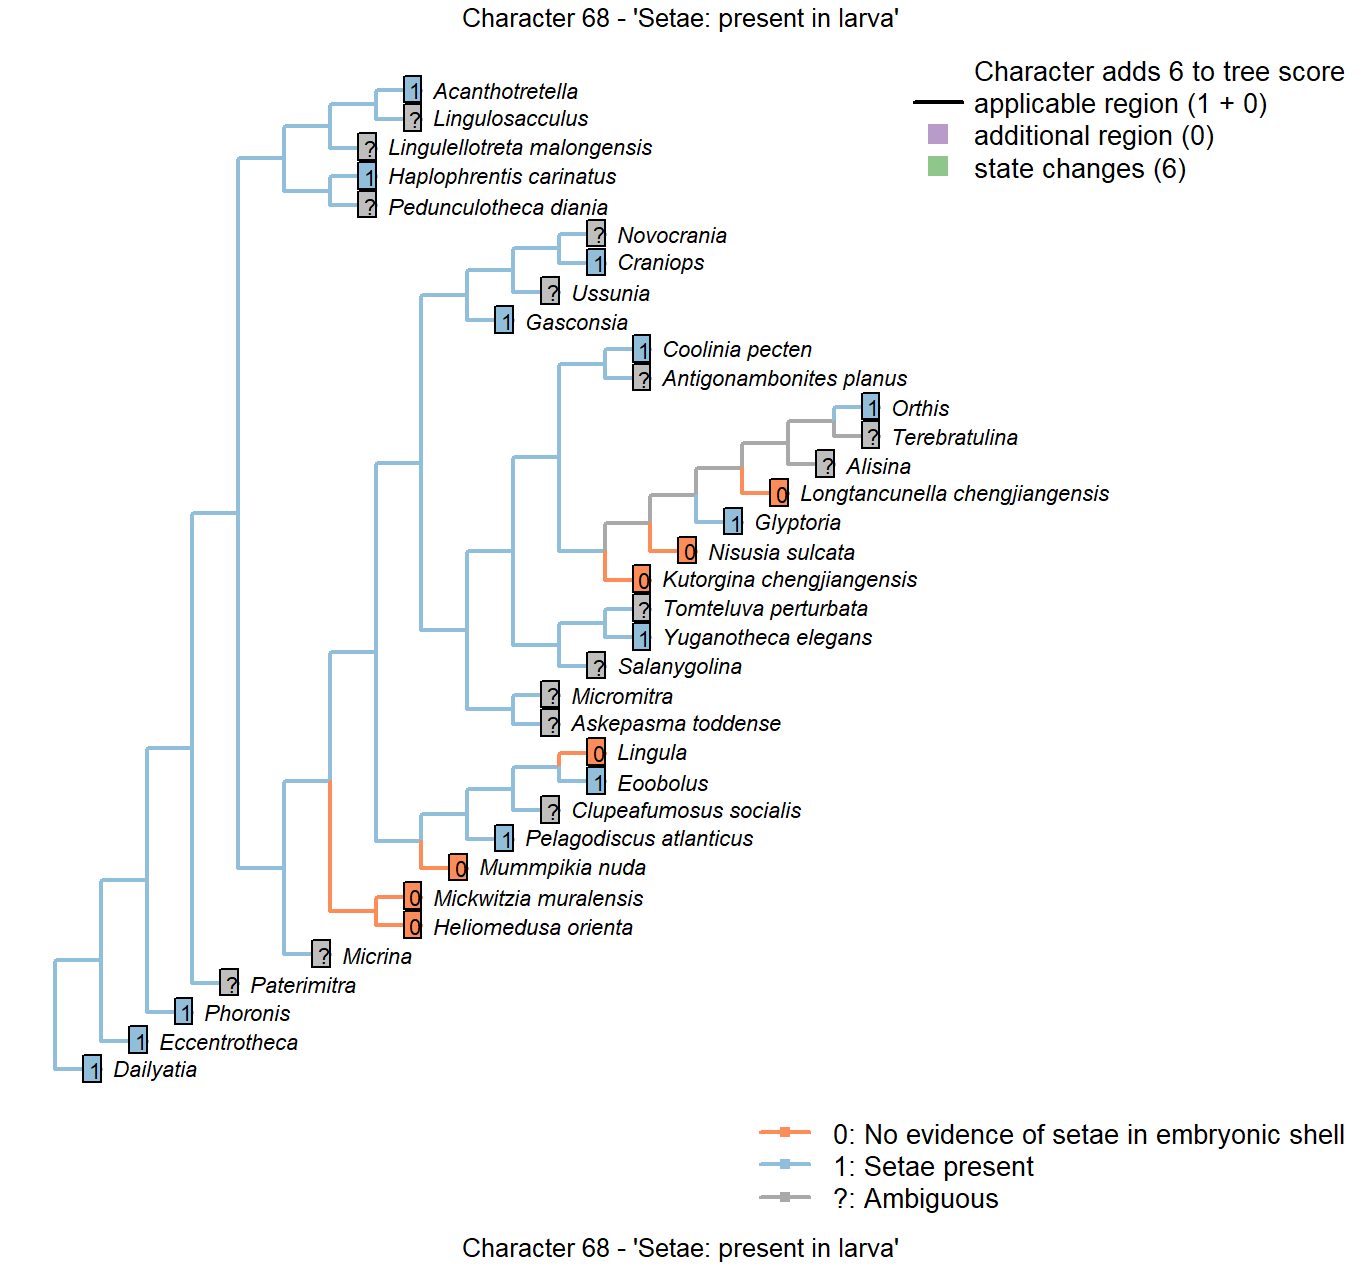 Character 68 - 'Setae: present in larva'
Character adds 6 to tree score
applicable region (1 + 0)
additional region (0)
state changes (6)
1 Acanthotretella
? Lingulosacculus
? Lingulellotreta malongensis
1 Haplophrentis carinatus
? Pedunculotheca diania
? Novocrania
1 Craniops
? Ussunia
1 Gasconsia
1 Coolinia pecten
? Antigonambonites planus
1 Orthis
? Terebratulina
? Alisina
0 Longtancunella chengjiangensis
1 Glyptoria
0 Nisusia sulcata
0 Kutorgina chengjiangensis
? Tomteluva perturbata
1 Yuganotheca elegans
? Salanygolina
? Micromitra
? Askepasma toddense
0 Lingula
1 Eoobolus
? Clupeafumosus socialis
1 Pelagodiscus atlanticus
0 Mummpikia nuda
0 Mickwitzia muralensis
0 Heliomedusa orienta
? Micrina
? Paterimitra
1 Phoronis
1 Eccentrotheca
1 Dailyatia
0: No evidence of setae in embryonic shell
1: Setae present
?: Ambiguous
Character 68 - 'Setae: present in larva'